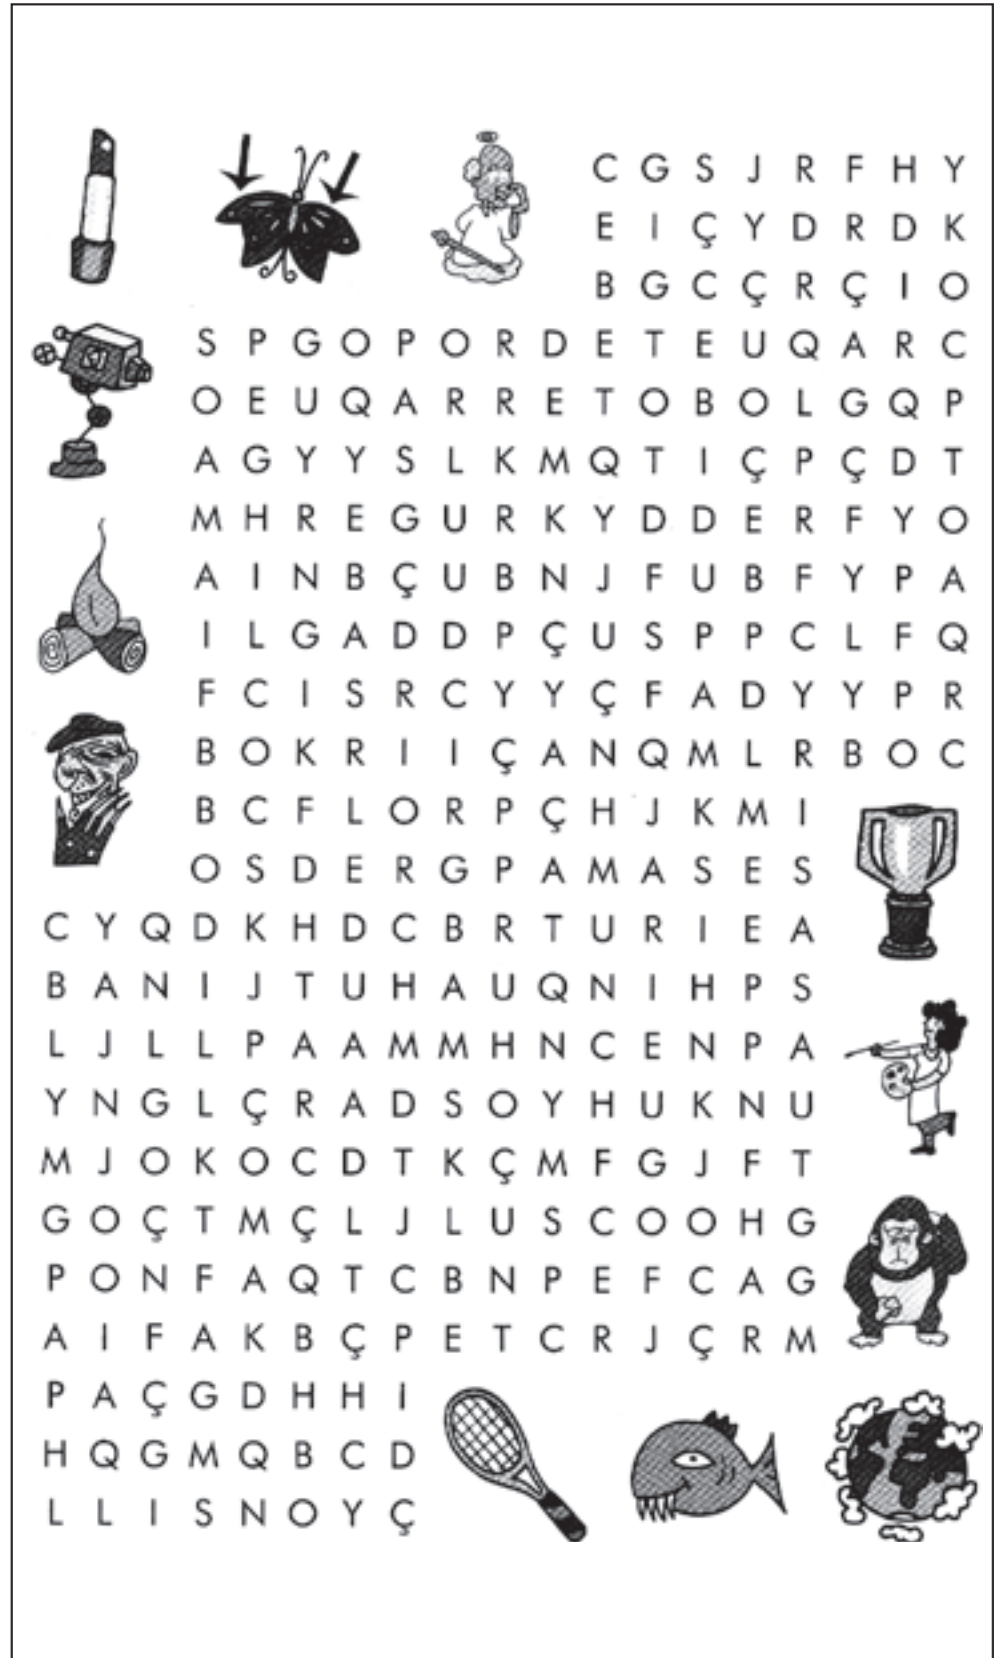 C G S J R F H Y
E I Ç Y D R D K
B G C Ç R Ç I O
S P G O P O R D E T E U Q A R C
O E U Q A R R E T O B O L G Q P
A G Y Y S L K M Q T I Ç P Ç D T
M H R E G U R K Y D D E R F Y O
A I N B Ç U B N J F U B F Y P A
I L G A D D P Ç U S P P C L F Q
F C I S R C Y Y Ç F A D Y Y P R
B O K R I I Ç A N Q M L R B O C
B C F L O R P Ç H J K M I
O S D E R G P A M A S E S
C Y Q D K H D C B R T U R I E A
B A N I J T U H A U Q N I H P S
L J L L P A A M M H N C E N P A
Y N G L Ç R A D S O Y H U K N U
M J O K O C D T K Ç M F G J F T
G O Ç T M Ç L J L U S C O O H G
P O N F A Q T C B N P E F C A G
A I F A K B Ç P E T C R J Ç R M
P A Ç G D H H I
H Q G M Q B C D
L L I S N O Y Ç